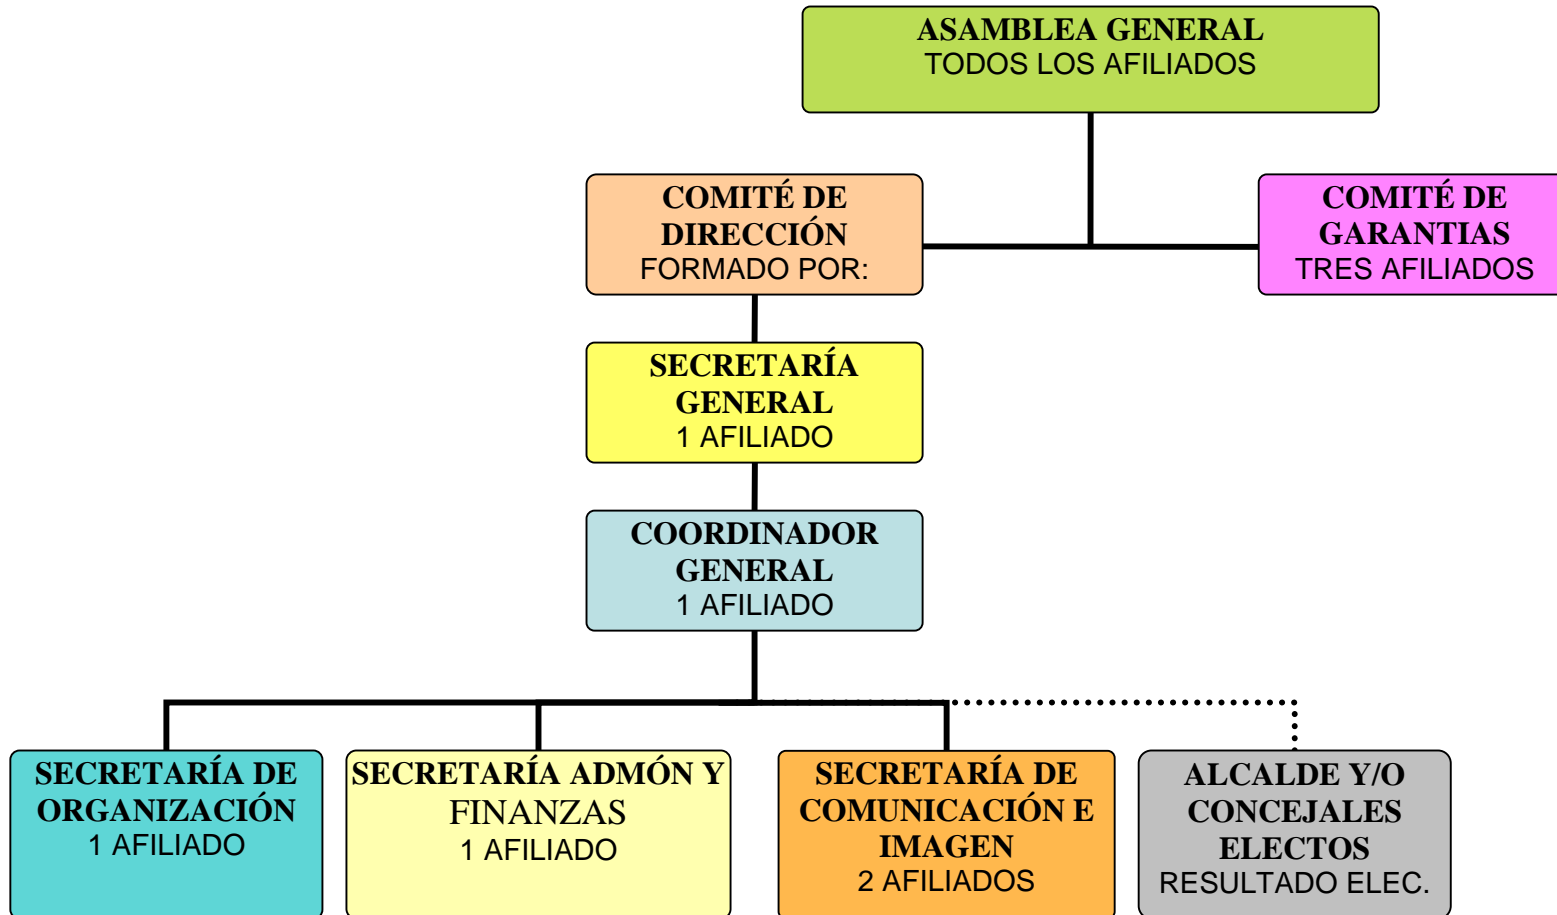 ASAMBLEA GENERAL
TODOS LOS AFILIADOS
COMITÉ DE
DIRECCIÓN
FORMADO POR:
COMITÉ DE
GARANTIAS
TRES AFILIADOS
SECRETARÍA
GENERAL
1 AFILIADO
COORDINADOR
GENERAL
1 AFILIADO
SECRETARÍA DE
ORGANIZACIÓN
1 AFILIADO
SECRETARÍA ADMÓN Y
FINANZAS
1 AFILIADO
SECRETARÍA DE
COMUNICACIÓN E
IMAGEN
2 AFILIADOS
ALCALDE Y/O
CONCEJALES
ELECTOS
RESULTADO ELEC.